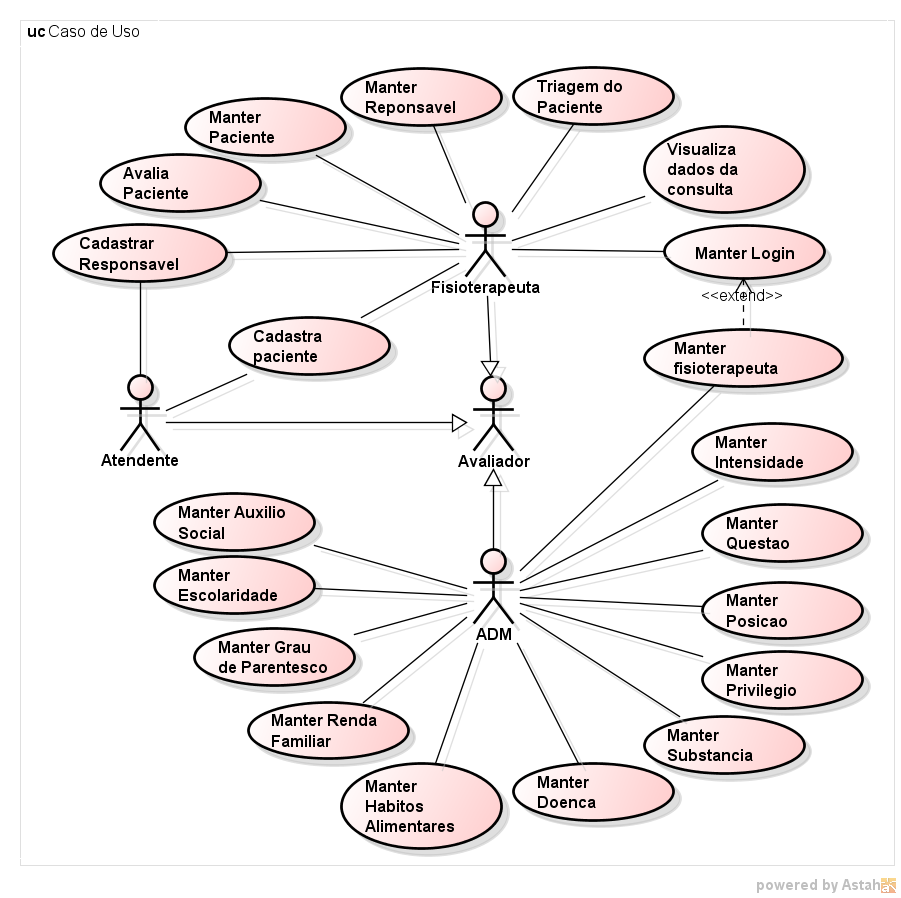 uc Caso de Uso
Manter
Reponsavel
Triagem do
Paciente
Manter
Paciente
Visualiza
dados da
consulta
Avalia
Paciente
Cadastrar
Responsavel
Manter Login
Fisioterapeuta
<<extend>>
Cadastra
paciente
Manter
fisioterapeuta
Atendente
Avaliador
Manter
Intensidade
Manter Auxilio
Social
Manter
Questao
Manter
Escolaridade
Manter
Posicao
ADM
Manter Grau
de Parentesco
Manter
Privilegio
Manter Renda
Familiar
Manter
Substancia
Manter
Habitos
Alimentares
Manter
Doenca
powered by Astah